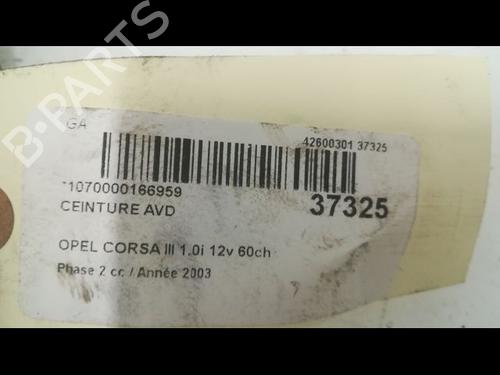 B-PARTS
GA
42600301 37325
*1070000166959
37325
CEINTURE AVD
OPEL CORSA III 1.0i 12v 60ch
Phase 2 cc / Année 2003